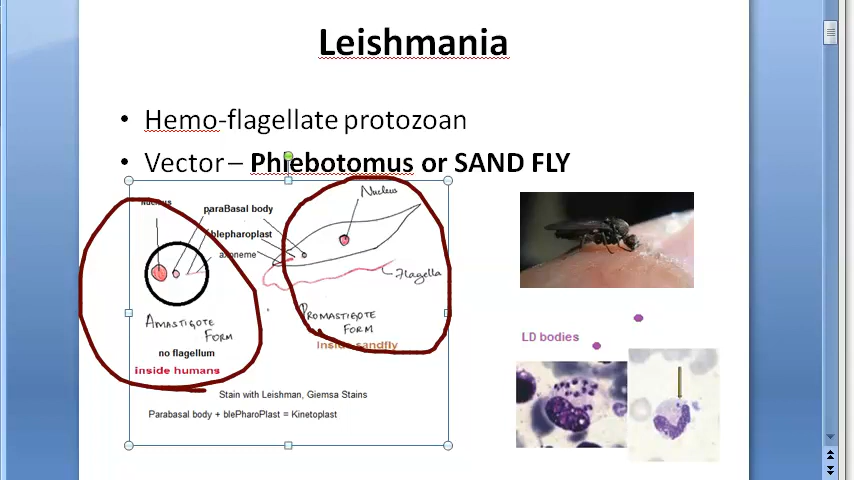 Leishmania
• Hemo-flagellate protozoan
• Vector – Phlebotomus or SAND FLY
Nucleus
paraBasal body
Nucleus
blepharoplast
axoneme
Flagella
AMASTIGOTE
FORM
PROMASTIGOTE
FORM
no flagellum
inside sandfly
inside humans
LD bodies
Stain with Leishman, Giemsa Stains
Parabasal body + blePharoPlast = Kinetoplast